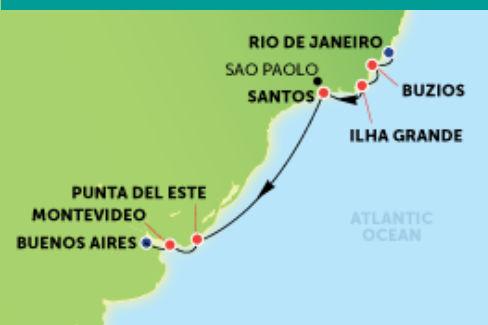 RIO DE JANEIRO
SAO PAOLO
BUZIOS
SANTOS
ILHA GRANDE
PUNTA DEL ESTE
MONTEVIDEO
ATLANTIC
OCEAN
BUENOS AIRES